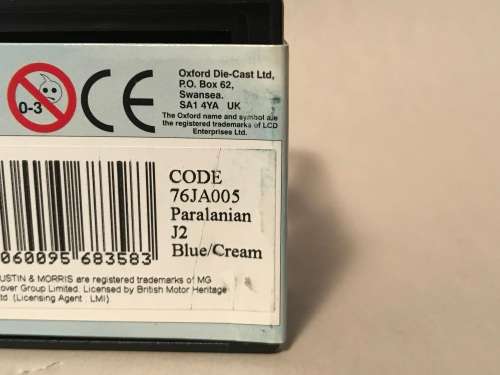 0-3
CE
Oxford Die-Cast Ltd,
P.O. Box 62,
Swansea.
SA1 4YA UK
The Oxford name and symbol are
the registered trademarks of LCD
Enterprises Ltd.
CODE
76JA005
Paralanian
J2
Blue/Cream
060095 683583
USTIN & MORRIS are registered trademarks of MG
over Group Limited. Licensed by British Motor Heritage
td. (Licensing Agent : LMI)